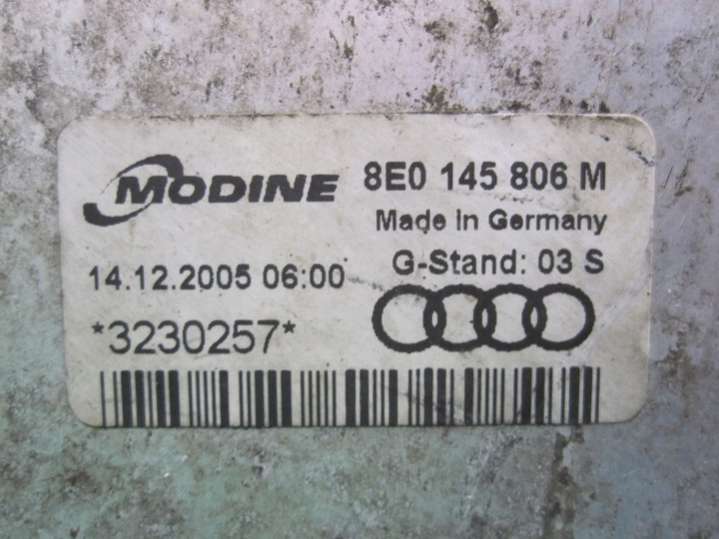 MODINE 8E0 145 806 M
Made in Germany
14.12.2005 06:00 G-Stand: 03 S
*3230257*